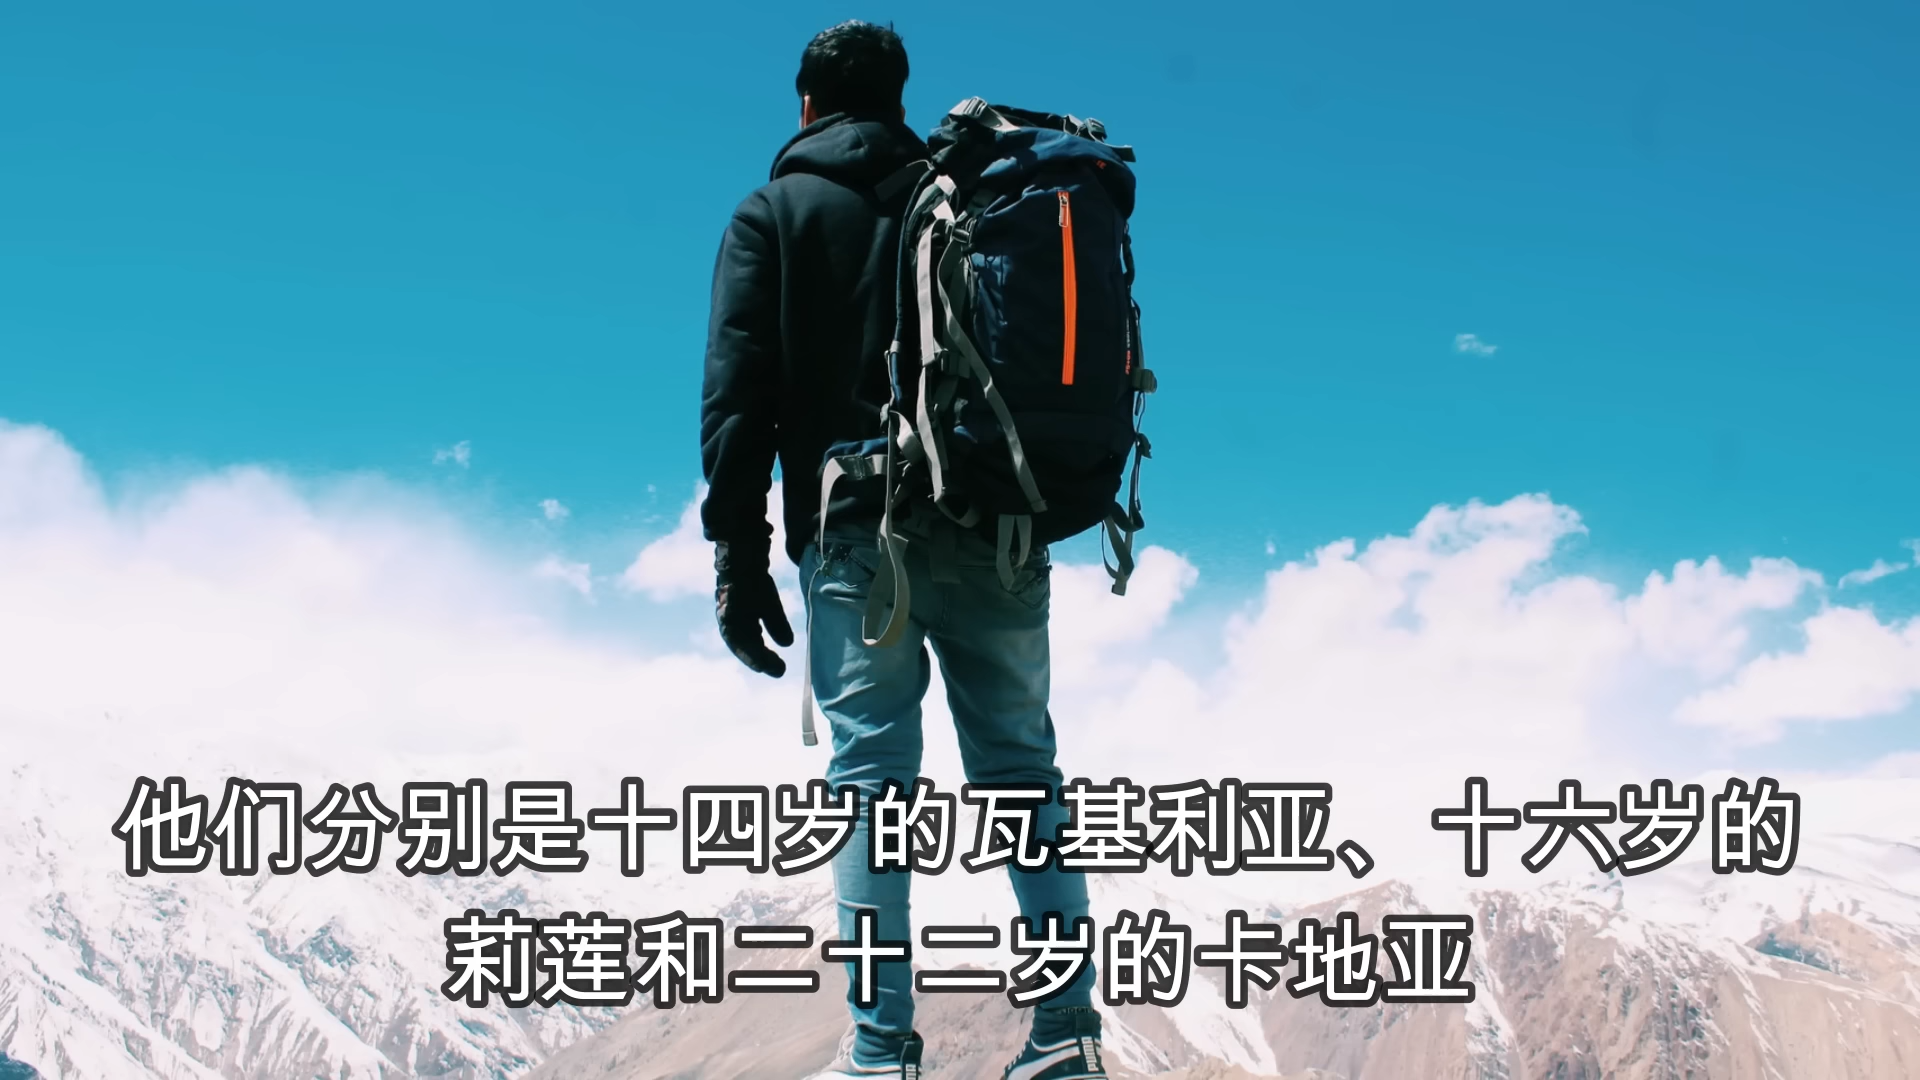 他们分别是十四岁的瓦基利亚、十六岁的
莉莲和二十二岁的卡地亚
PUMA